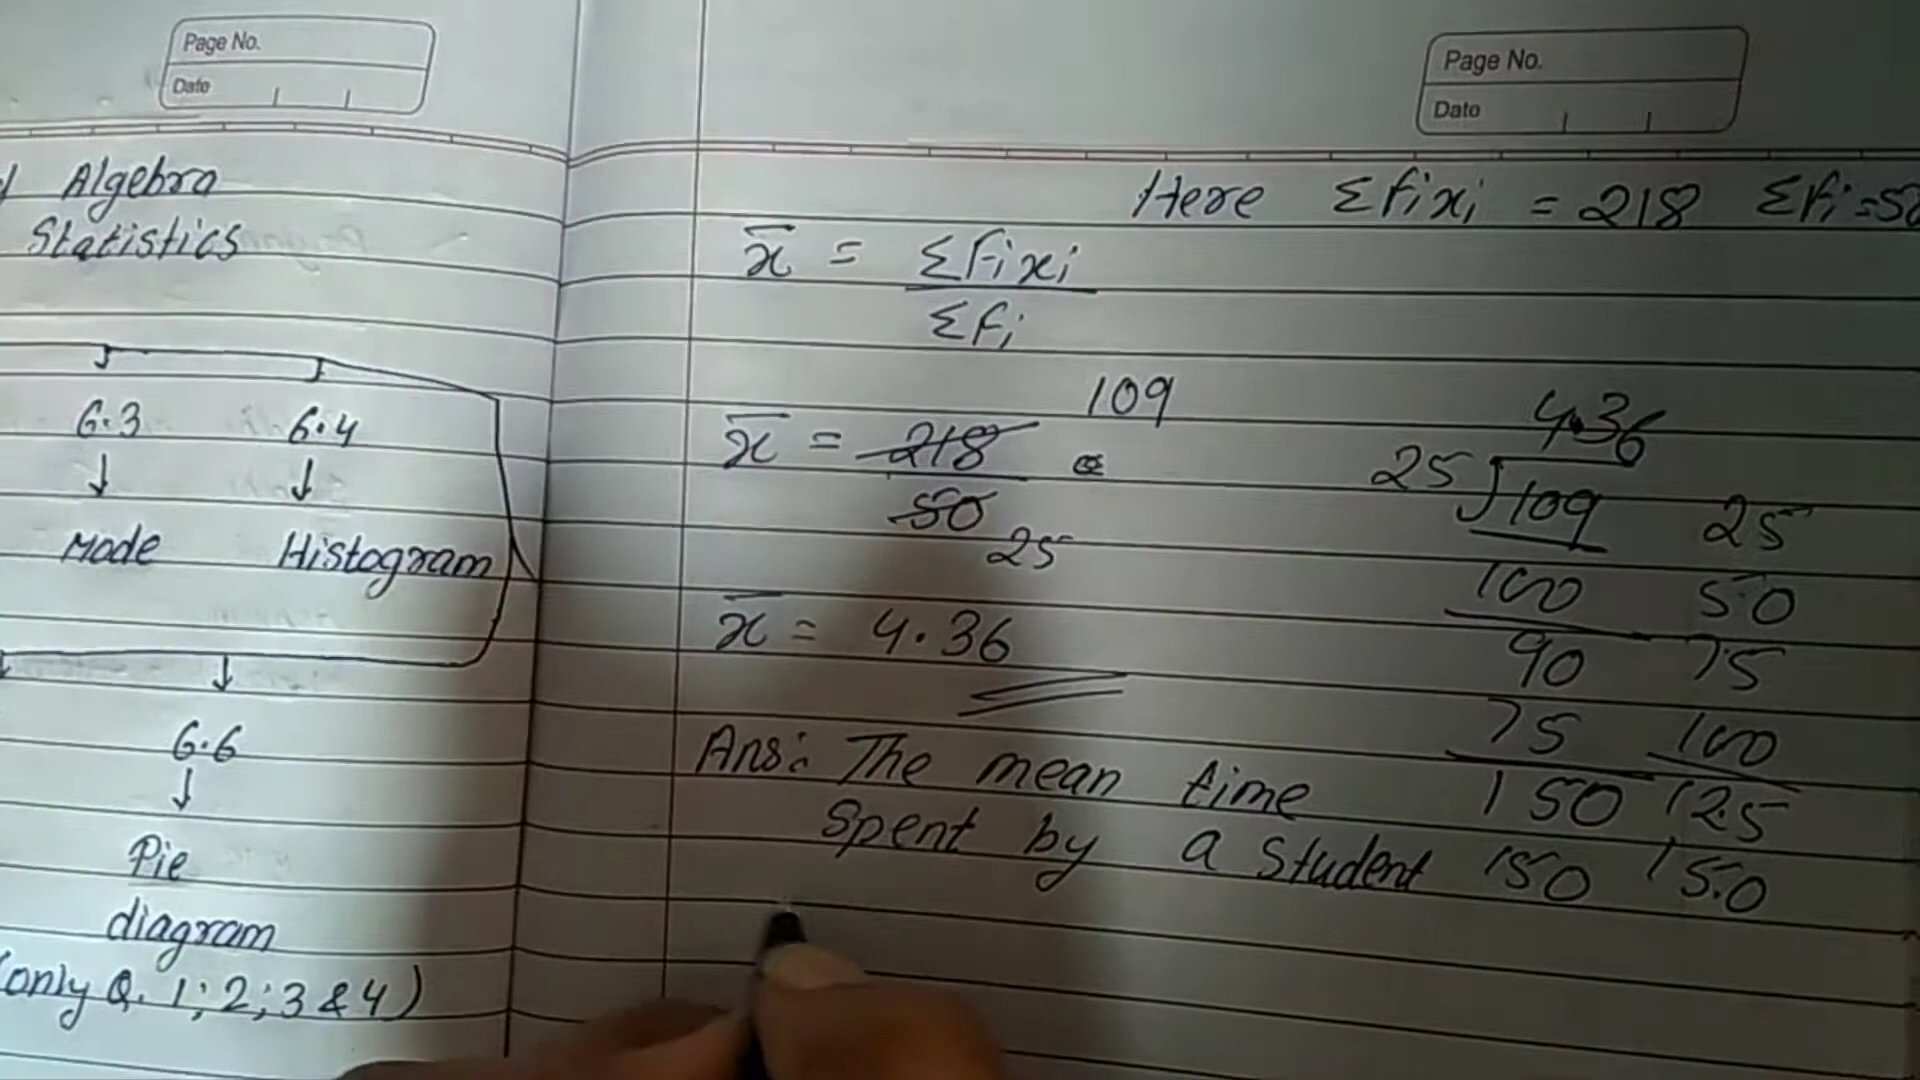 Page No.
Date
Algebra
Statistics
6.3 6.4
↓ ↓
Mode Histogram
6.6
↓
Pie
diagram
(only Q. 1; 2; 3 & 4)
Page No.
Date
Here Σfixi = 218 Σfi = 50
x̄ = Σfixi
Σfi
109
x̄ = 218
50
25
x̄ = 4.36
Ans: The mean time
Spent by a Student
4.36
25 109 25
100 50
90 75
75 100
150 125
150 150